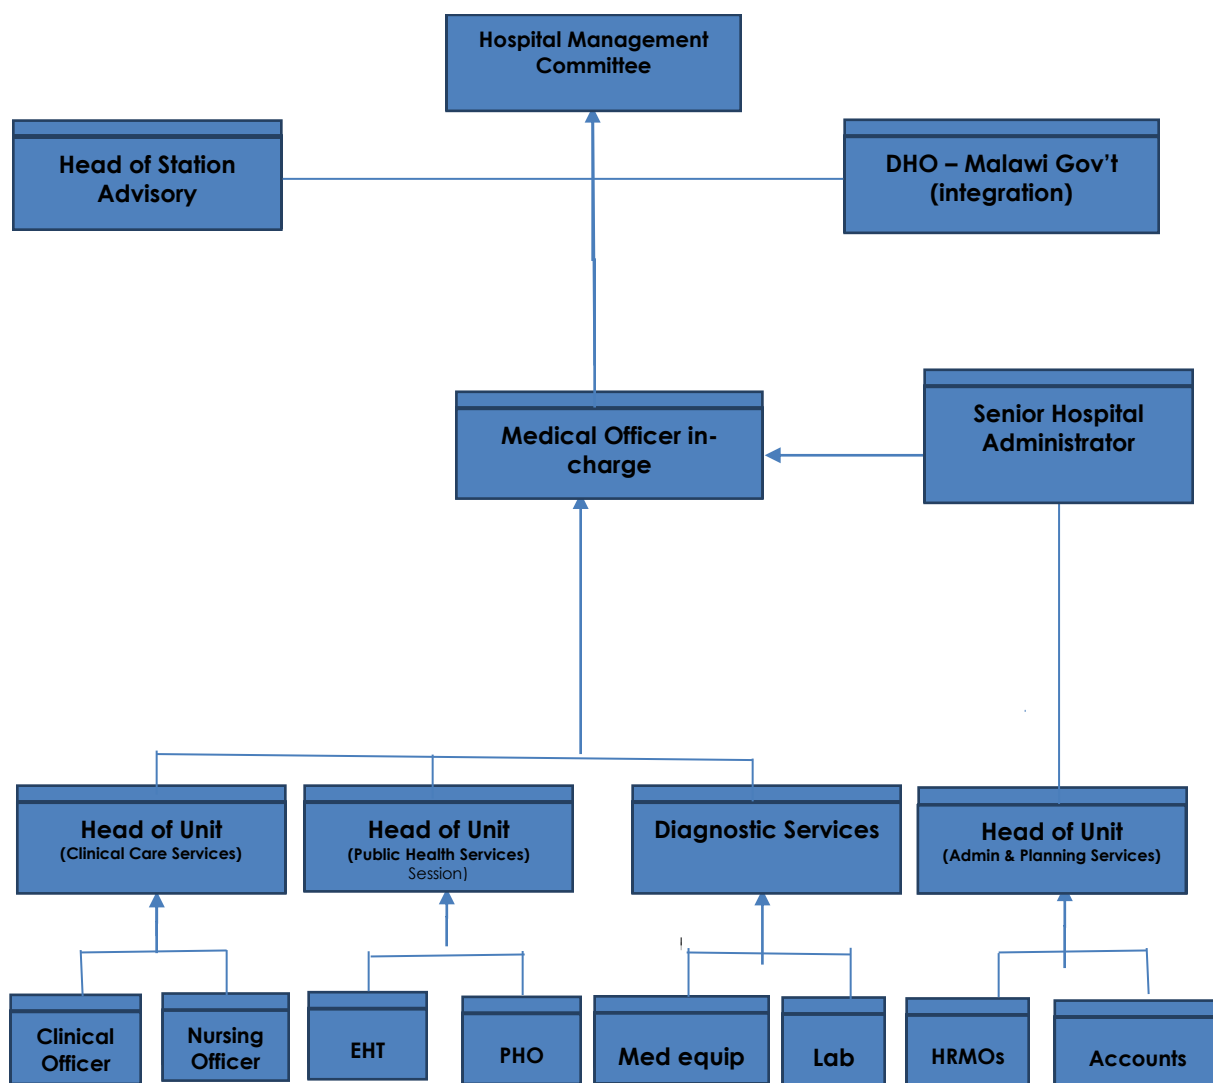 Hospital Management
Committee
Head of Station
Advisory
DHO – Malawi Gov’t
(integration)
Medical Officer in-
charge
Senior Hospital
Administrator
Head of Unit
(Clinical Care Services)
Head of Unit
(Public Health Services)
Session)
Diagnostic Services
Head of Unit
(Admin & Planning Services)
Clinical
Officer
Nursing
Officer
EHT
PHO
Med equip
Lab
HRMOs
Accounts